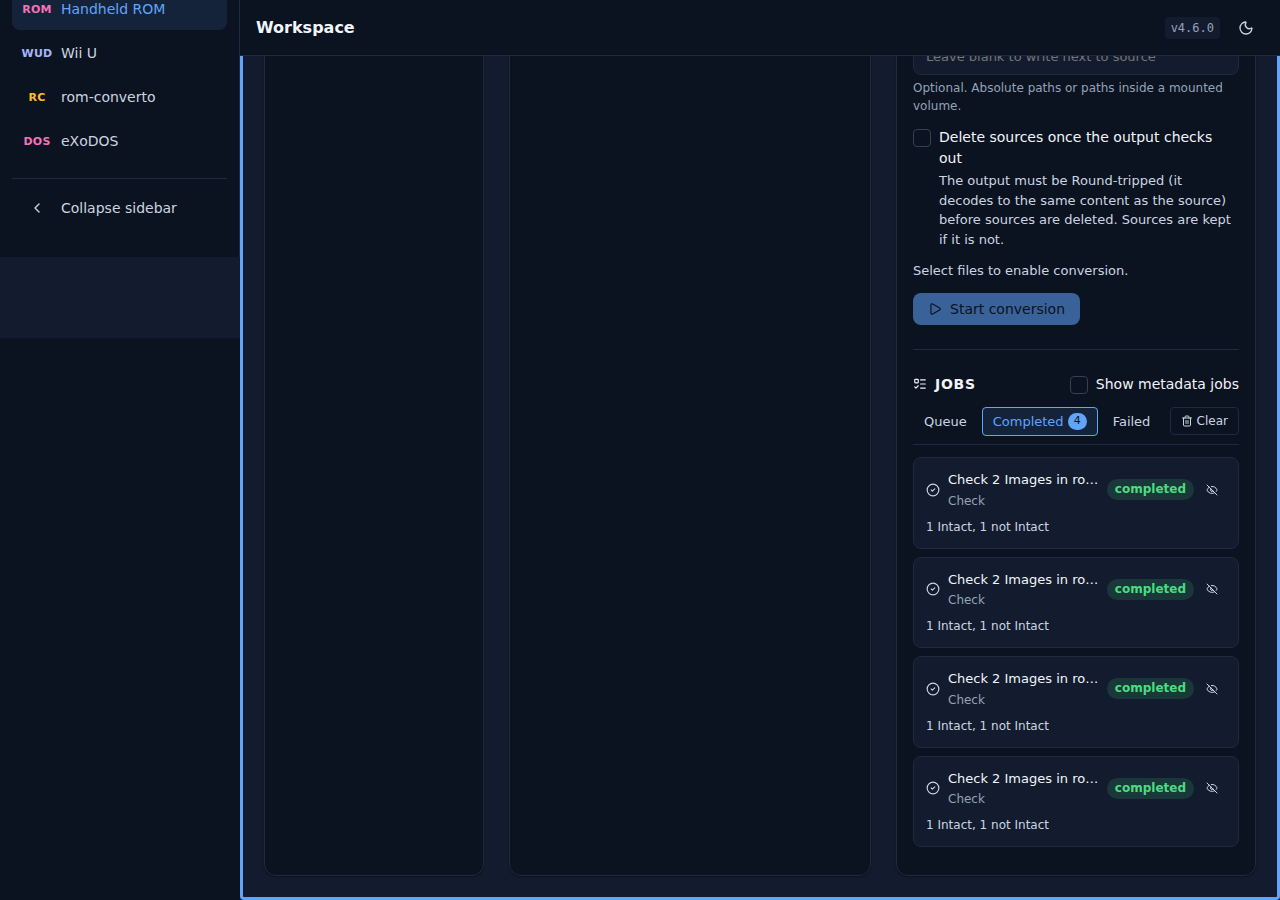 ROM Handheld ROM
WUD Wii U
RC rom-converto
DOS eXoDOS
Collapse sidebar
Workspace
v4.6.0
Leave blank to write next to source
Optional. Absolute paths or paths inside a mounted
volume.
Delete sources once the output checks
out
The output must be Round-tripped (it
decodes to the same content as the source)
before sources are deleted. Sources are kept
if it is not.
Select files to enable conversion.
Start conversion
JOBS
Show metadata jobs
Queue
Completed 4
Failed
Clear
Check 2 Images in ro...
completed
Check
1 Intact, 1 not Intact
Check 2 Images in ro...
completed
Check
1 Intact, 1 not Intact
Check 2 Images in ro...
completed
Check
1 Intact, 1 not Intact
Check 2 Images in ro...
completed
Check
1 Intact, 1 not Intact